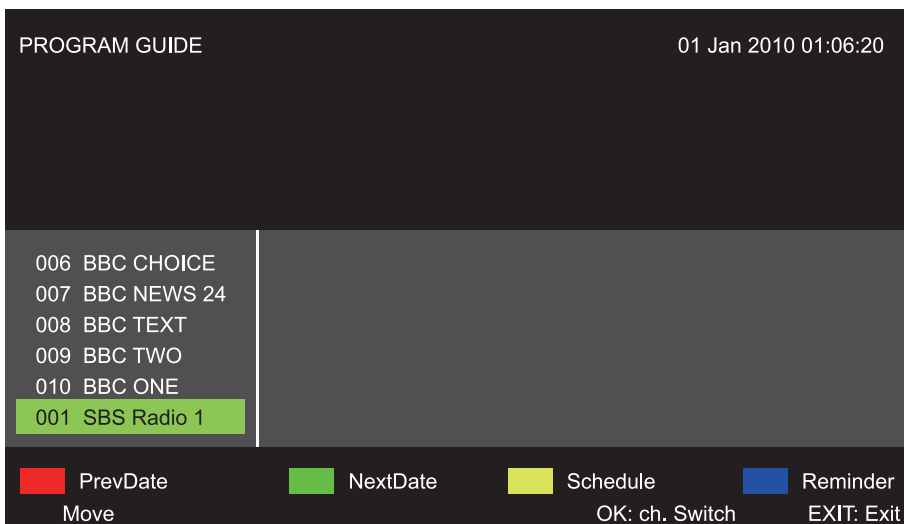 PROGRAM GUIDE 01 Jan 2010 01:06:20
006 BBC CHOICE
007 BBC NEWS 24
008 BBC TEXT
009 BBC TWO
010 BBC ONE
001 SBS Radio 1
PrevDate NextDate Schedule Reminder
Move OK: ch. Switch EXIT: Exit